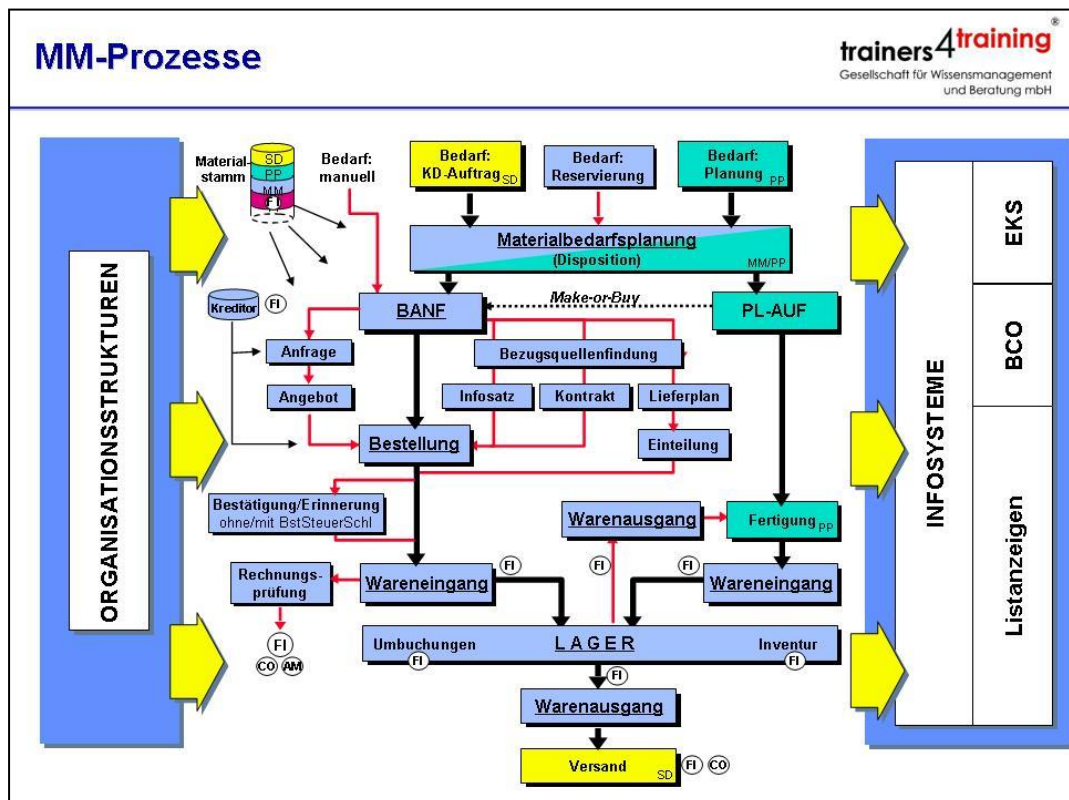 MM-Prozesse
trainers4training®
Gesellschaft für Wissensmanagement
und Beratung mbH
ORGANISATIONSSTRUKTUREN
Material-
stamm
SD
PP
MM
FI
Bedarf:
manuell
Bedarf:
KD-Auftrag SD
Bedarf:
Reservierung
Bedarf:
Planung PP
Materialbedarfsplanung
(Disposition) MM/PP
Kreditor FI
BANF
Make-or-Buy
PL-AUF
Anfrage
Bezugsquellenfindung
Angebot
Infosatz
Kontrakt
Lieferplan
Bestellung
Einteilung
Bestätigung/Erinnerung
ohne/mit BstSteuerSchl
Warenausgang
Fertigung PP
Rechnungs-
prüfung
Wareneingang
FI
FI
FI
Wareneingang
FI
CO AM
Umbuchungen
FI
LAGER
Inventur
FI
FI
Warenausgang
Versand SD
FI CO
INFOSYSTEME
EKS
BCO
Listanzeigen